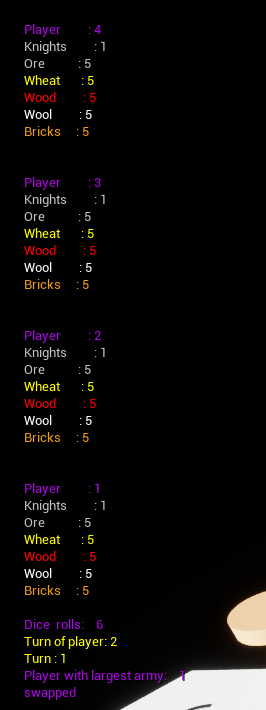 Player : 4
Knights : 1
Ore : 5
Wheat : 5
Wood : 5
Wool : 5
Bricks : 5
Player : 3
Knights : 1
Ore : 5
Wheat : 5
Wood : 5
Wool : 5
Bricks : 5
Player : 2
Knights : 1
Ore : 5
Wheat : 5
Wood : 5
Wool : 5
Bricks : 5
Player : 1
Knights : 1
Ore : 5
Wheat : 5
Wood : 5
Wool : 5
Bricks : 5
Dice rolls: 6
Turn of player: 2
Turn : 1
Player with largest army: 1
swapped